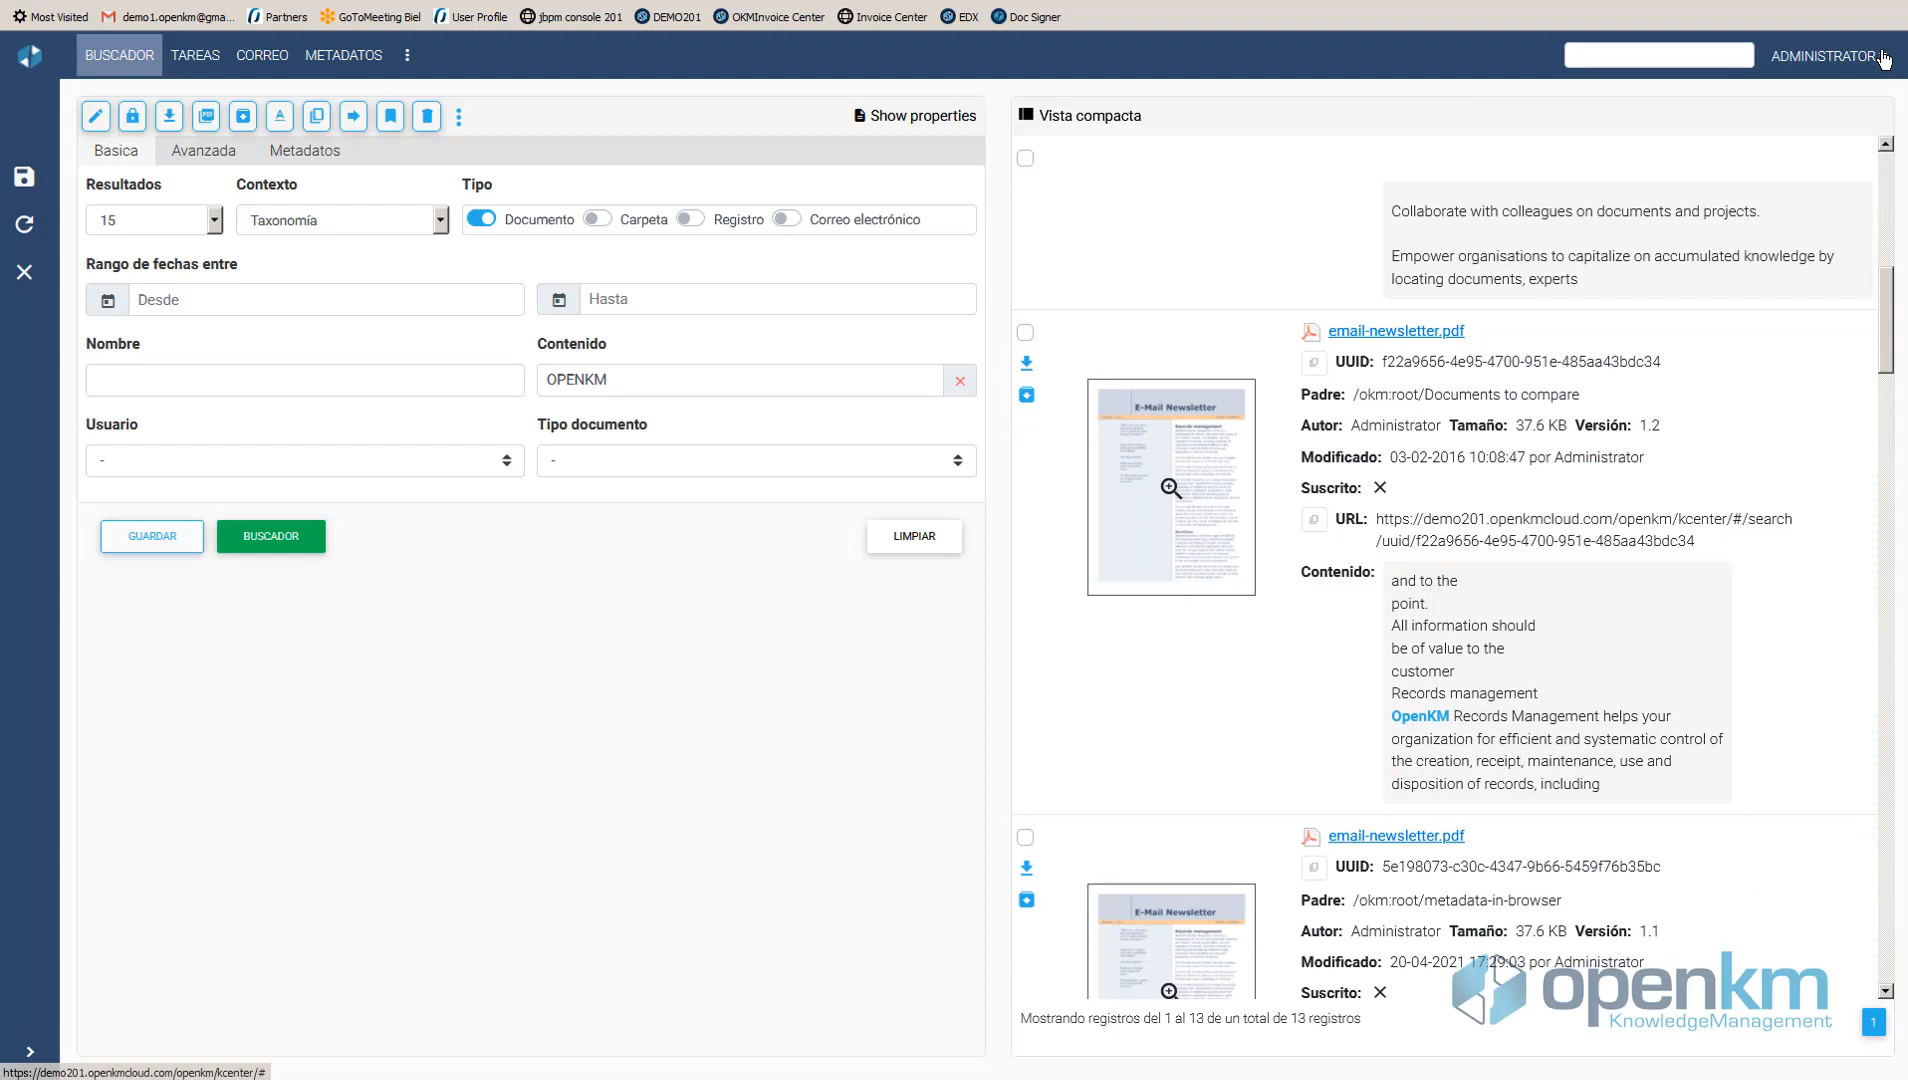 Most Visited demo1.openkm@gma... Partners GoToMeeting Biel User Profile jbpm console 201 DEMO201 OKMInvoice Center Invoice Center EDX Doc Signer
BUSCADOR TAREAS CORREO METADATOS ADMINISTRATOR
Show properties
Basica Avanzada Metadatos
Resultados Contexto Tipo
15 Taxonomía Documento Carpeta Registro Correo electrónico
Rango de fechas entre
Desde Hasta
Nombre Contenido
OPENKM
Usuario Tipo documento
- -
GUARDAR BUSCADOR LIMPIAR
Vista compacta
Collaborate with colleagues on documents and projects.
Empower organisations to capitalize on accumulated knowledge by
locating documents, experts
email-newsletter.pdf
UUID: f22a9656-4e95-4700-951e-485aa43bdc34
Padre: /okm:root/Documents to compare
Autor: Administrator Tamaño: 37.6 KB Versión: 1.2
Modificado: 03-02-2016 10:08:47 por Administrator
Suscrito:
URL: https://demo201.openkmcloud.com/openkm/kcenter/#/search
/uuid/f22a9656-4e95-4700-951e-485aa43bdc34
Contenido: and to the
point.
All information should
be of value to the
customer
Records management
OpenKM Records Management helps your
organization for efficient and systematic control of
the creation, receipt, maintenance, use and
disposition of records, including
E-Mail Newsletter
email-newsletter.pdf
UUID: 5e198073-c30c-4347-9b66-5459f76b35bc
Padre: /okm:root/metadata-in-browser
Autor: Administrator Tamaño: 37.6 KB Versión: 1.1
Modificado: 20-04-2021 17:29:03 por Administrator
Suscrito:
E-Mail Newsletter
Mostrando registros del 1 al 13 de un total de 13 registros
openkm
KnowledgeManagement
1
https://demo201.openkmcloud.com/openkm/kcenter/#